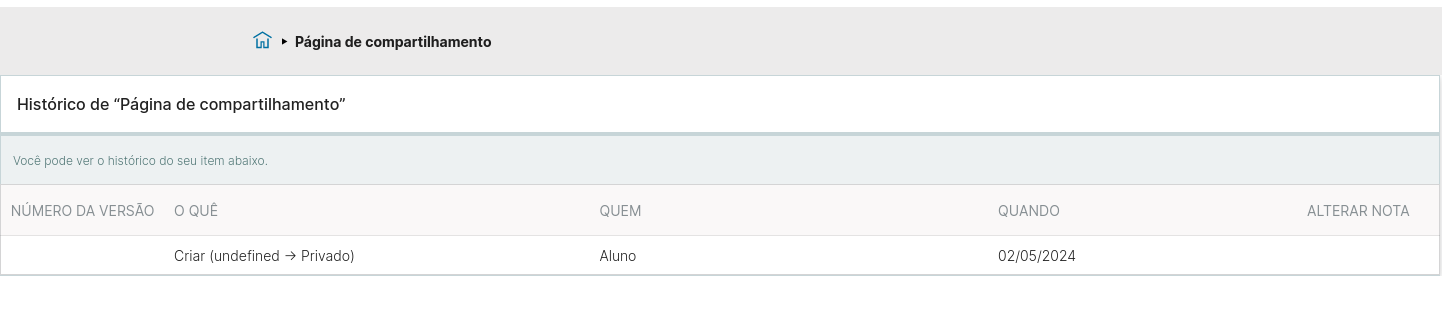 Página de compartilhamento
Histórico de “Página de compartilhamento”
Você pode ver o histórico do seu item abaixo.
NÚMERO DA VERSÃO O QUÊ QUEM QUANDO ALTERAR NOTA
Criar (undefined → Privado) Aluno 02/05/2024